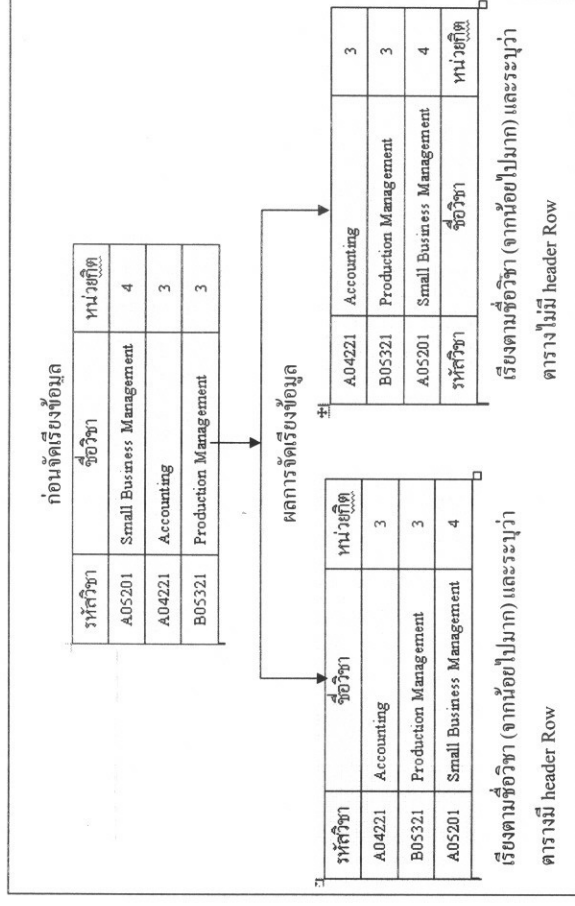 ก่อนจัดเรียงข้อมูล
รหัสวิชา ชื่อวิชา หน่วยกิต
A05201 Small Business Management 4
A04221 Accounting 3
B05321 Production Management 3
ผลการจัดเรียงข้อมูล
รหัสวิชา ชื่อวิชา หน่วยกิต
A04221 Accounting 3
B05321 Production Management 3
A05201 Small Business Management 4
เรียงตามชื่อวิชา (จากน้อยไปมาก) และระบุว่า
ตารางมี header Row
A04221 Accounting 3
B05321 Production Management 3
A05201 Small Business Management 4
รหัสวิชา ชื่อวิชา หน่วยกิต
เรียงตามชื่อวิชา (จากน้อยไปมาก) และระบุว่า
ตารางไม่มี header Row